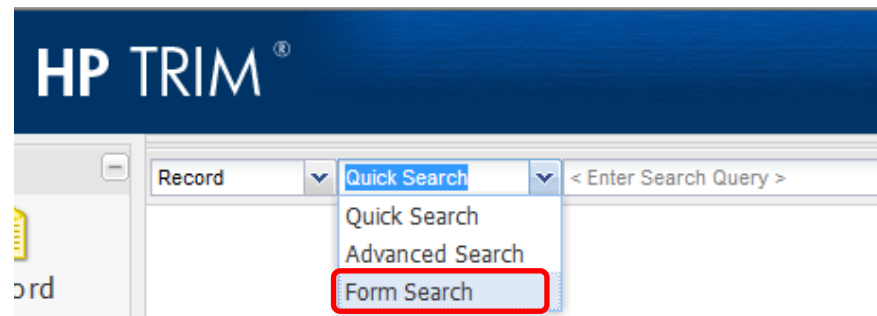 HP TRIM ®
Record Quick Search < Enter Search Query >
Quick Search
Advanced Search
ord Form Search